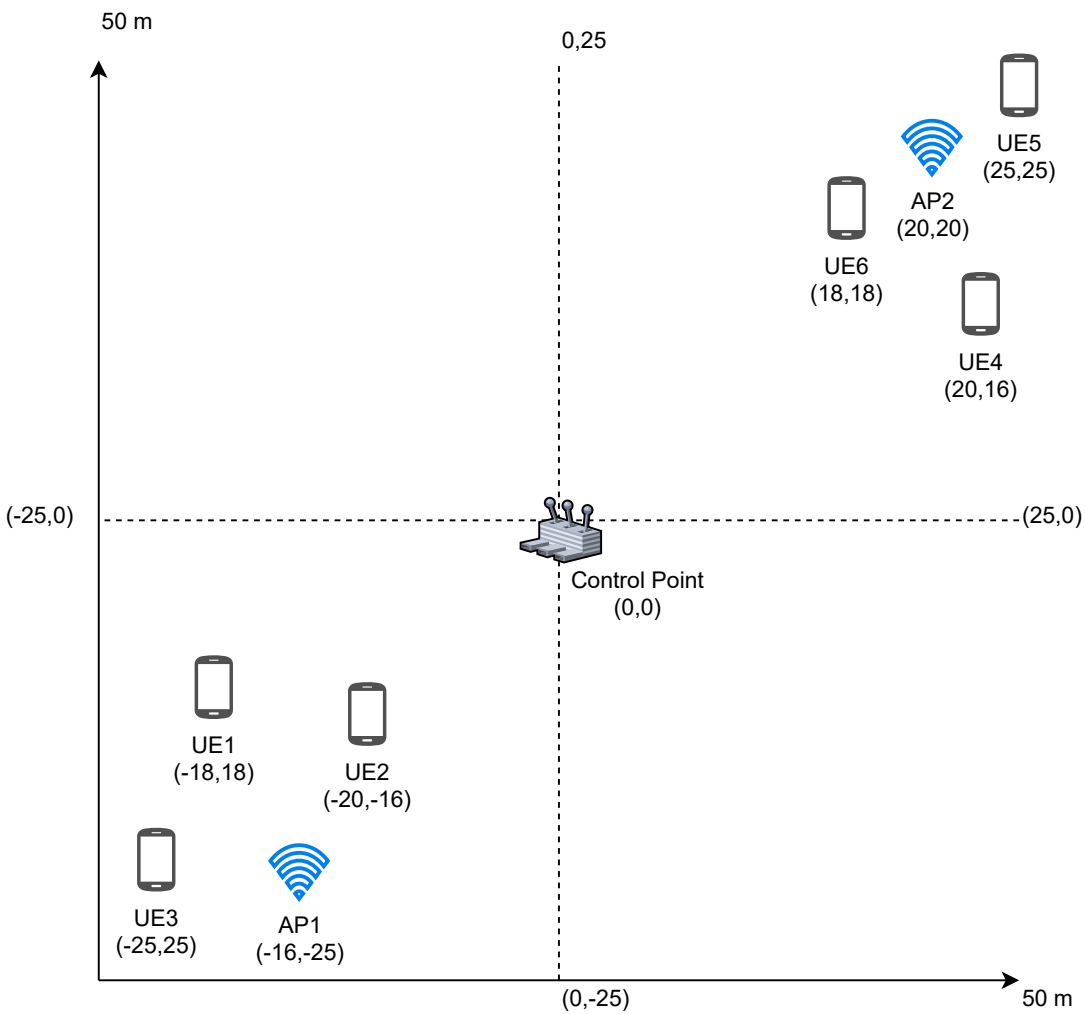 50 m
0,25
UE5
(25,25)
AP2
(20,20)
UE6
(18,18)
UE4
(20,16)
(-25,0)
(25,0)
Control Point
(0,0)
UE1
(-18,18)
UE2
(-20,-16)
UE3
(-25,25)
AP1
(-16,-25)
(0,-25)
50 m